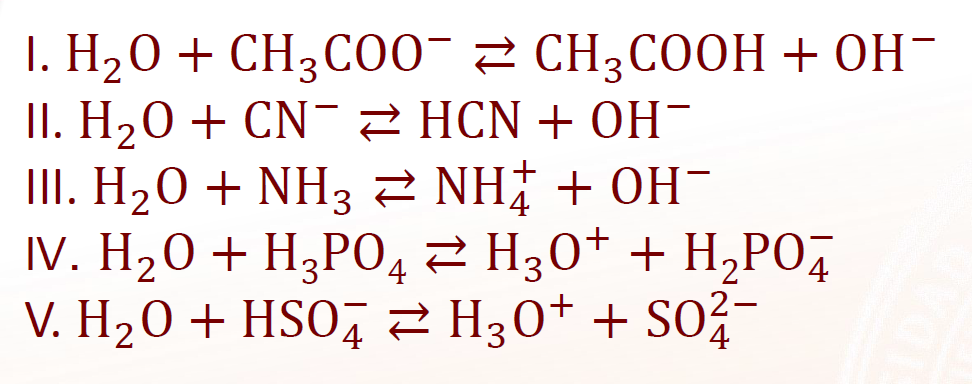 I. H₂O + CH₃COO⁻ ⇄ CH₃COOH + OH⁻
II. H₂O + CN⁻ ⇄ HCN + OH⁻
III. H₂O + NH₃ ⇄ NH₄⁺ + OH⁻
IV. H₂O + H₃PO₄ ⇄ H₃O⁺ + H₂PO₄⁻
V. H₂O + HSO₄⁻ ⇄ H₃O⁺ + SO₄²⁻